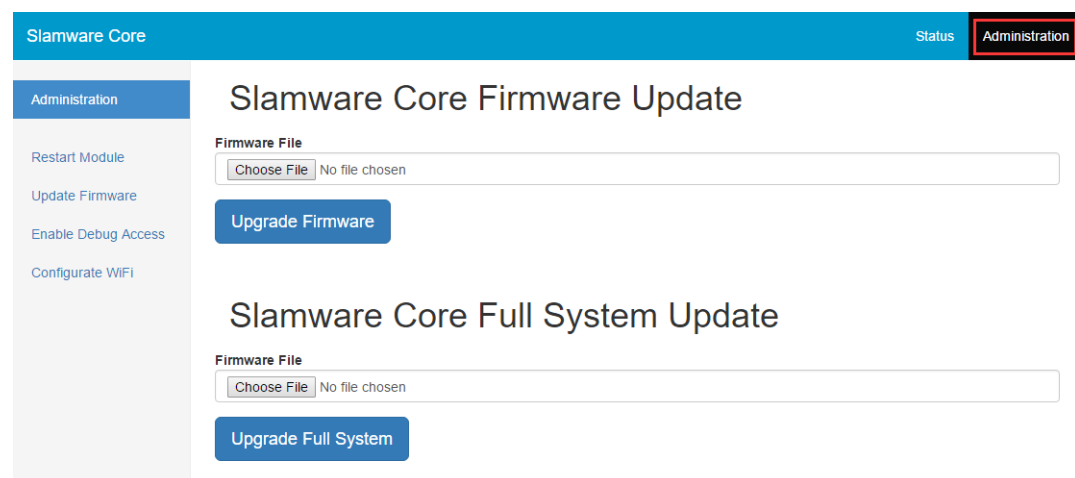 Slamware Core
Status
Administration
Administration
Restart Module
Update Firmware
Enable Debug Access
Configurate WiFi
Slamware Core Firmware Update
Firmware File
Choose File No file chosen
Upgrade Firmware
Slamware Core Full System Update
Firmware File
Choose File No file chosen
Upgrade Full System